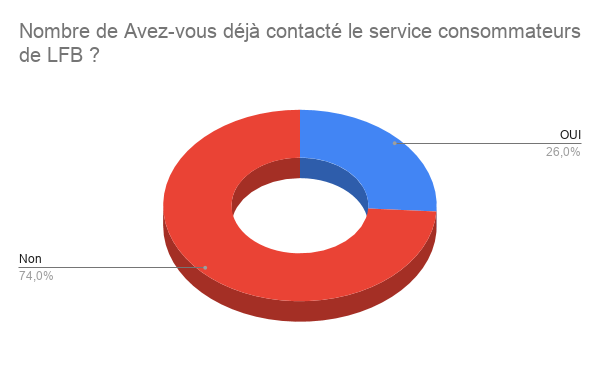 Nombre de Avez-vous déjà contacté le service consommateurs
de LFB ?
OUI
26,0%
Non
74,0%